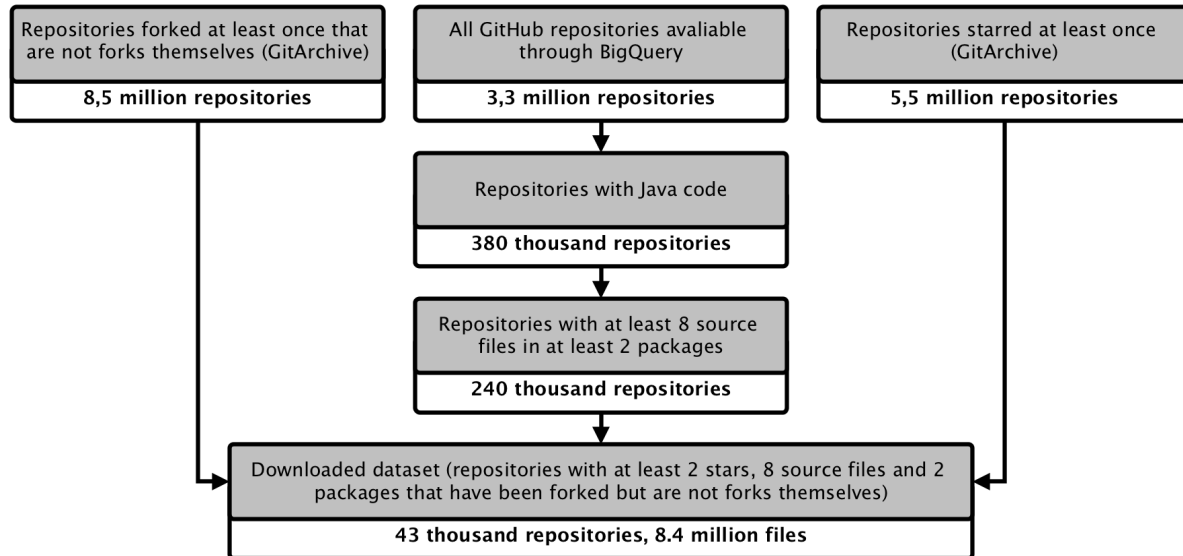 Repositories forked at least once that
are not forks themselves (GitArchive)
8,5 million repositories
All GitHub repositories avaliable
through BigQuery
3,3 million repositories
Repositories starred at least once
(GitArchive)
5,5 million repositories
Repositories with Java code
380 thousand repositories
Repositories with at least 8 source
files in at least 2 packages
240 thousand repositories
Downloaded dataset (repositories with at least 2 stars, 8 source files and 2
packages that have been forked but are not forks themselves)
43 thousand repositories, 8.4 million files